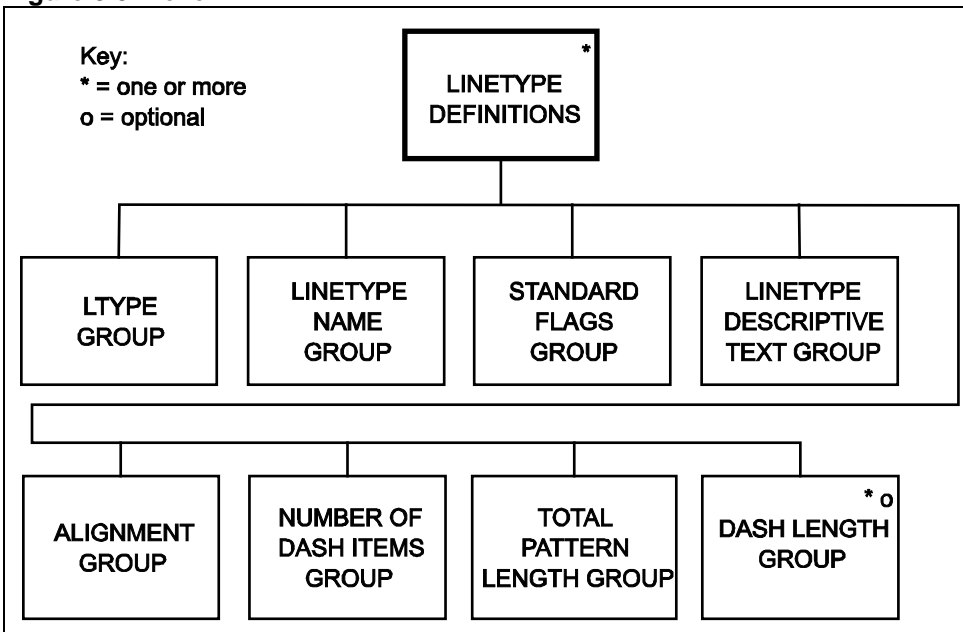 Key:
* = one or more
o = optional
*
LINETYPE
DEFINITIONS
LTYPE
GROUP
LINETYPE
NAME
GROUP
STANDARD
FLAGS
GROUP
LINETYPE
DESCRIPTIVE
TEXT GROUP
ALIGNMENT
GROUP
NUMBER OF
DASH ITEMS
GROUP
TOTAL
PATTERN
LENGTH GROUP
* o
DASH LENGTH
GROUP